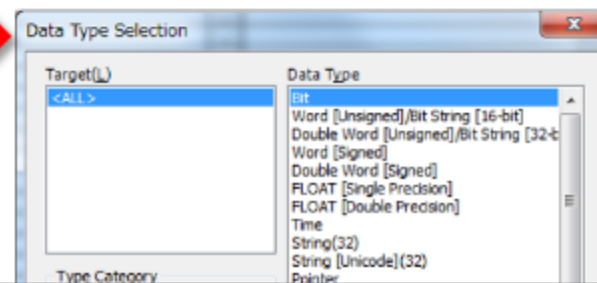 Data Type Selection
Target(L)
<ALL>
Data Type
Bit
Word [Unsigned]/Bit String [16-bit]
Double Word [Unsigned]/Bit String [32-b
Word [Signed]
Double Word [Signed]
FLOAT [Single Precision]
FLOAT [Double Precision]
Time
String(32)
String [Unicode](32)
Pointer
Type Category